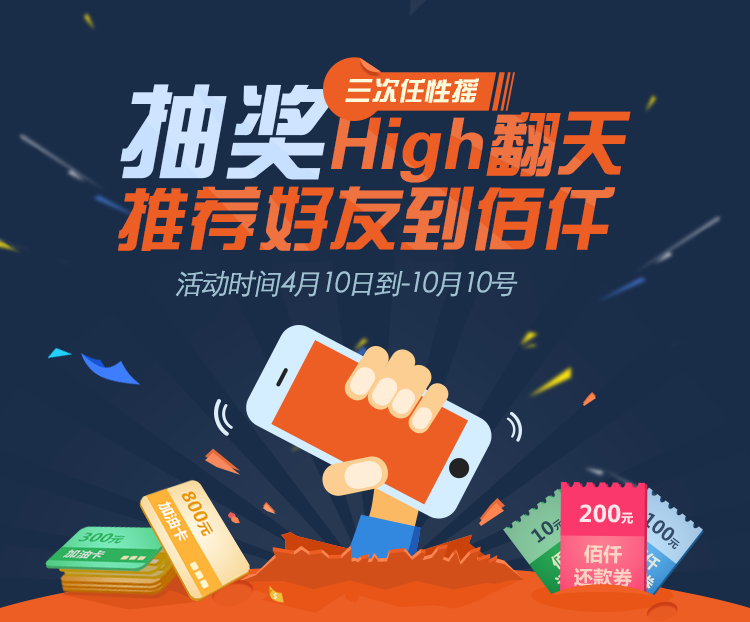 三次任性摇
抽奖High翻天
推荐好友到佰仟
活动时间4月10日到-10月10号
800元
加油卡
300元
加油卡
10元
200元
佰仟
还款券
100元